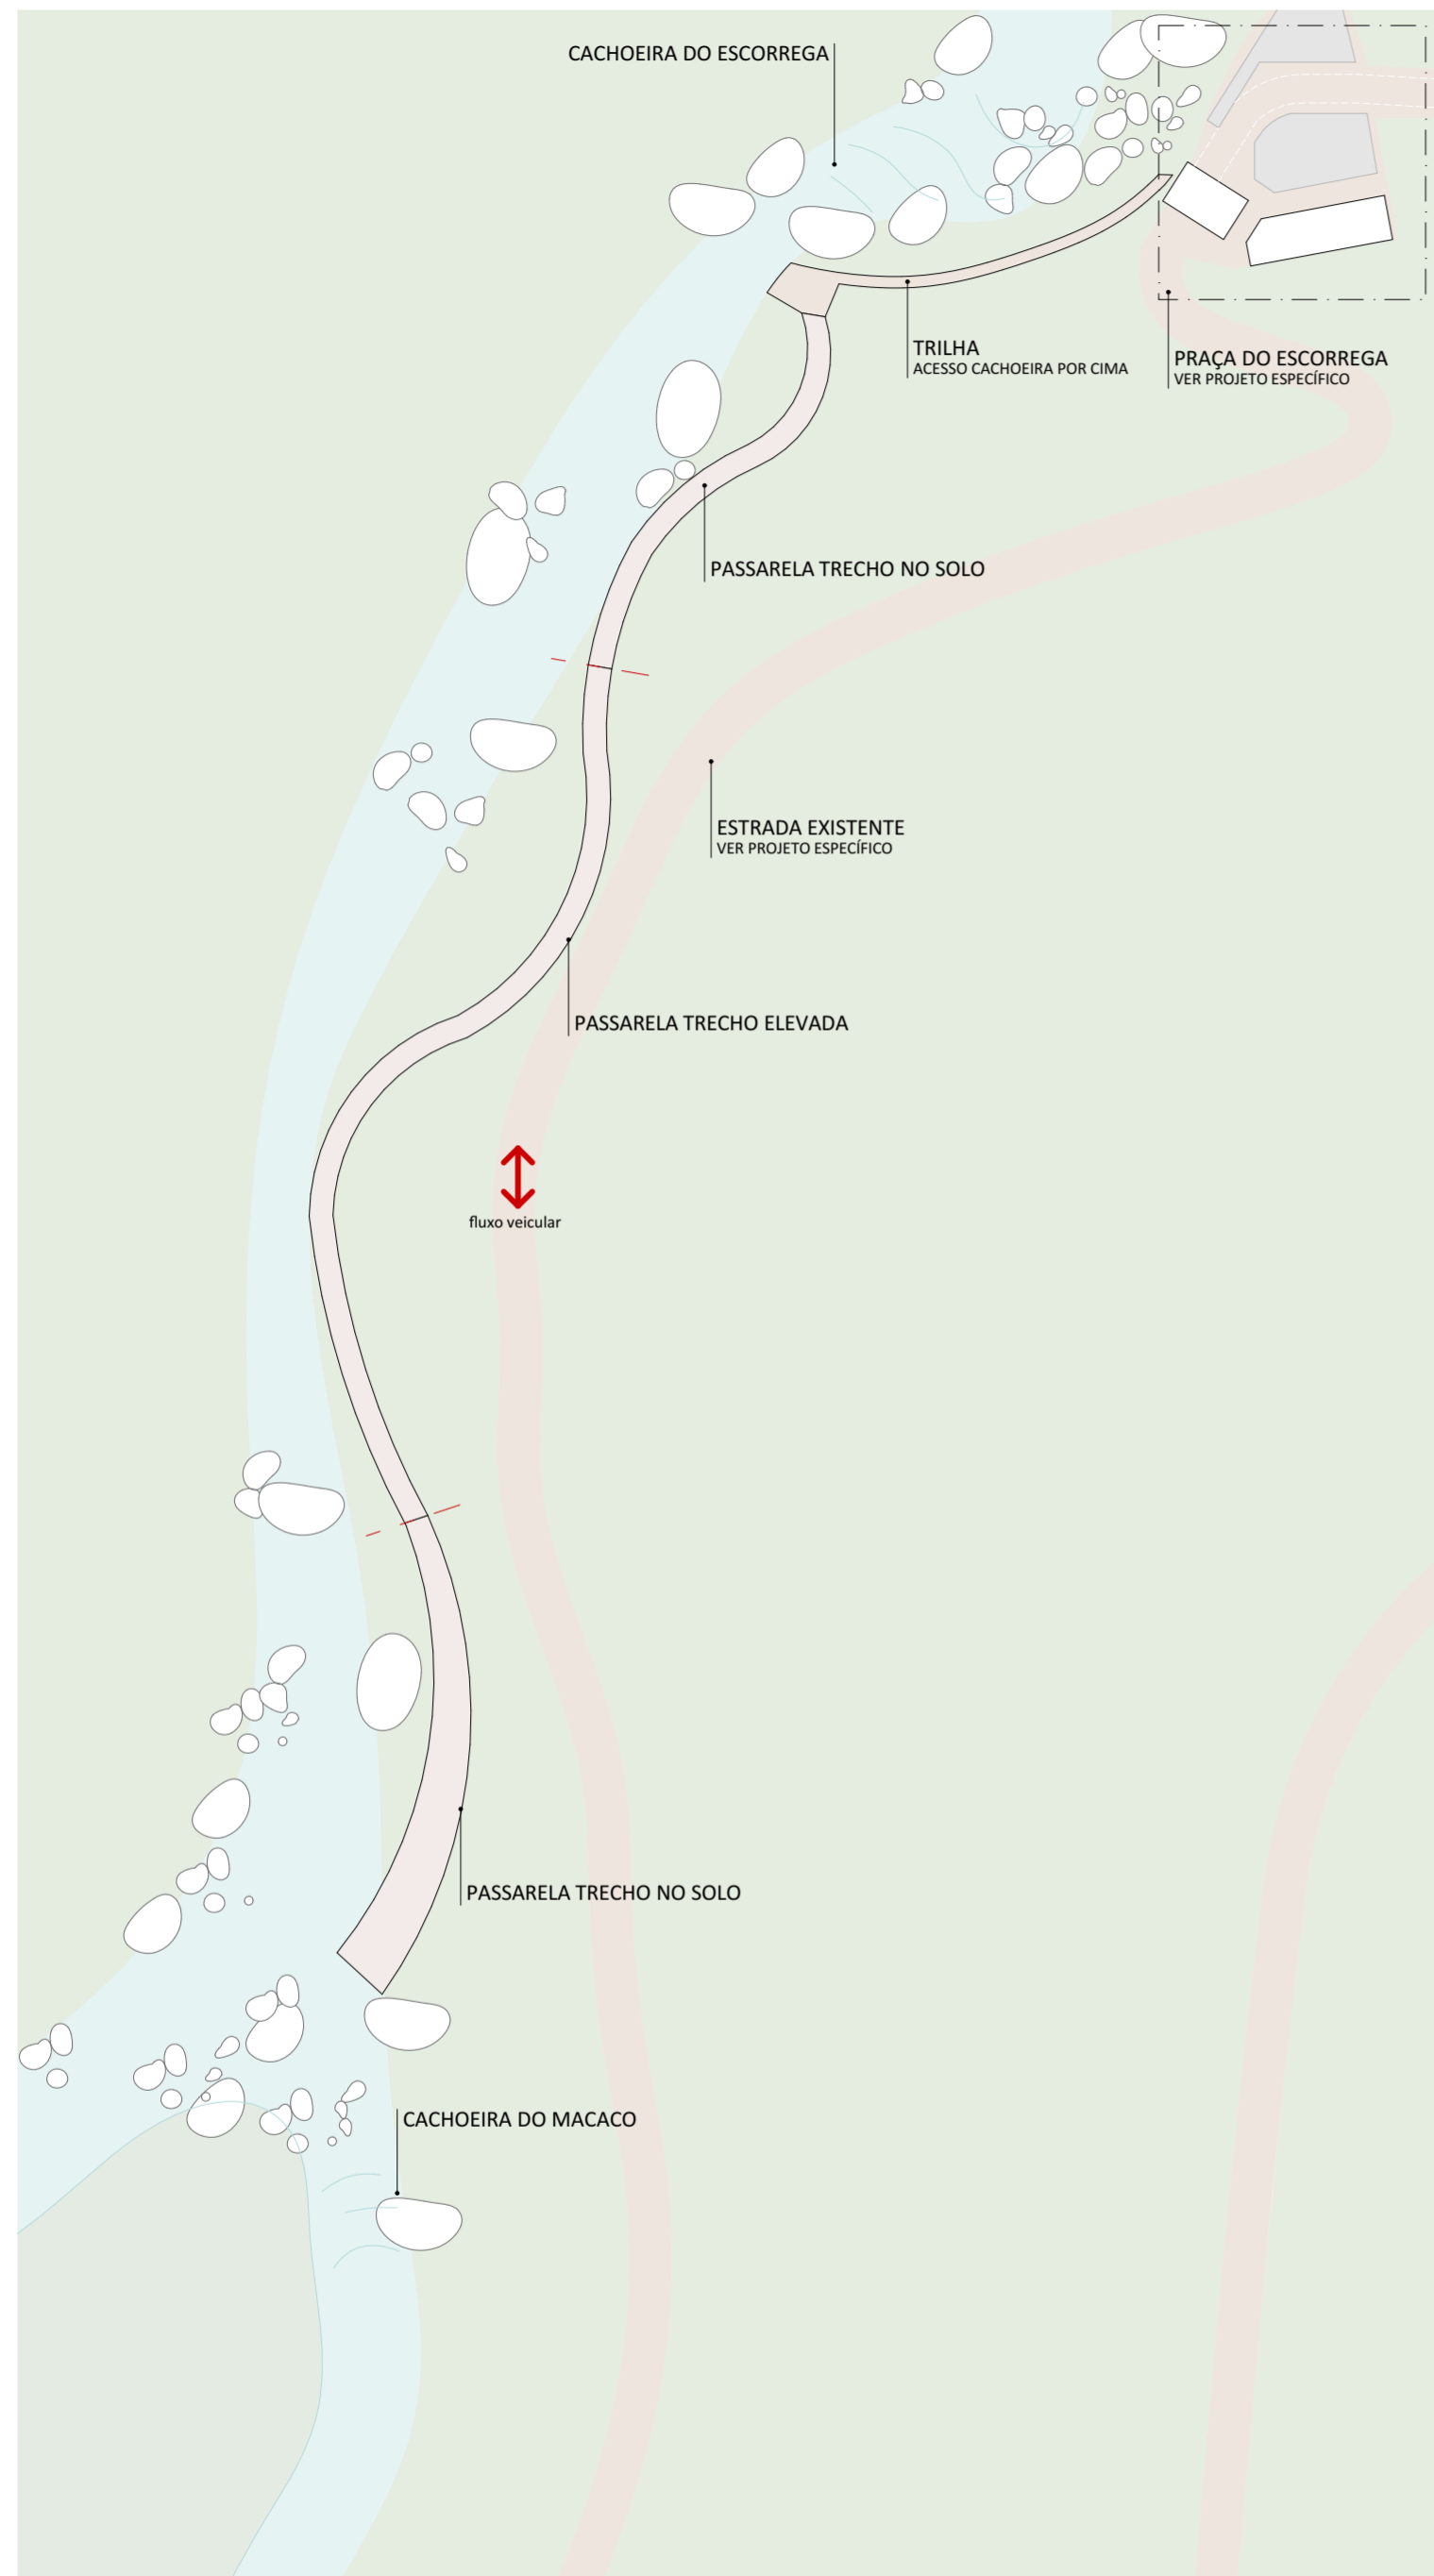 CACHOEIRA DO ESCORREGA
TRILHA
ACESSO CACHOEIRA POR CIMA
PRAÇA DO ESCORREGA
VER PROJETO ESPECÍFICO
PASSARELA TRECHO NO SOLO
ESTRADA EXISTENTE
VER PROJETO ESPECÍFICO
PASSARELA TRECHO ELEVADA
fluxo veicular
PASSARELA TRECHO NO SOLO
CACHOEIRA DO MACACO